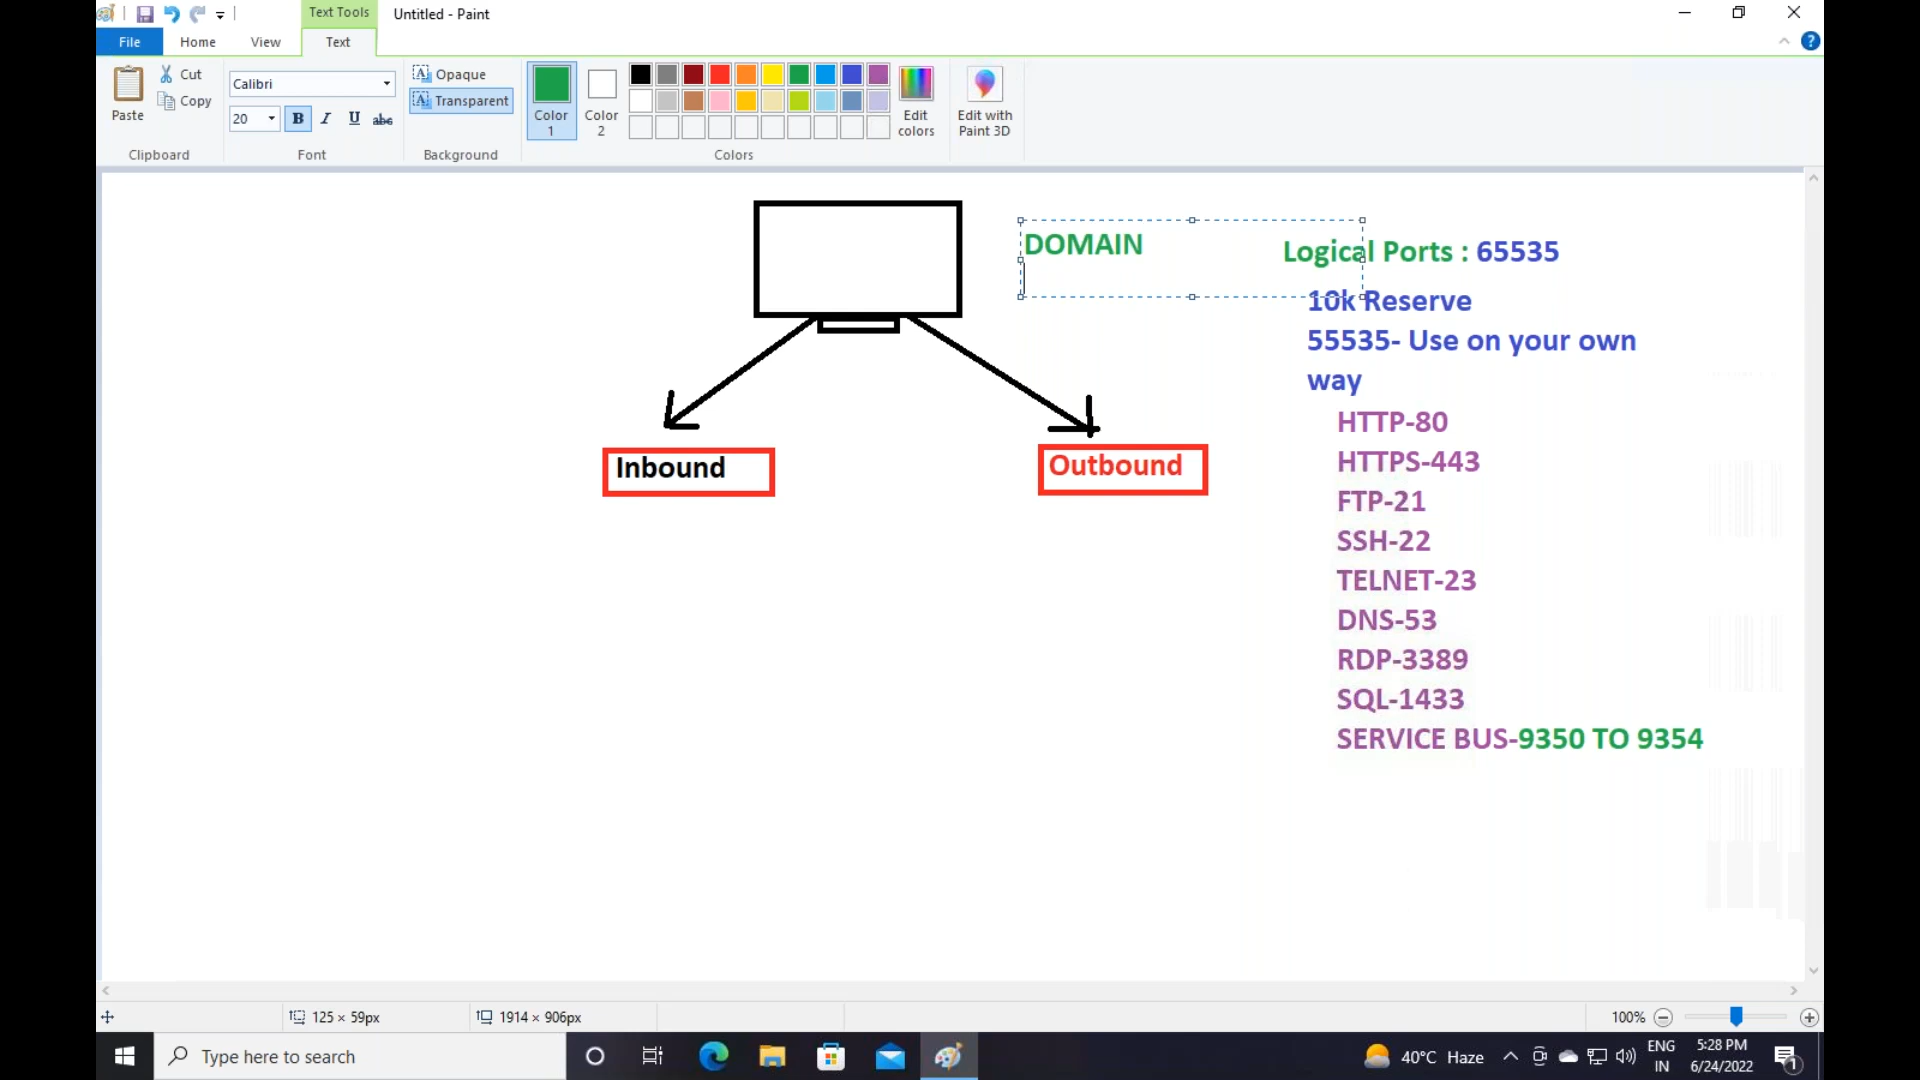 Text Tools
Untitled - Paint
File
Home
View
Text
Paste
Cut
Copy
Clipboard
Calibri
20
B I U abc
Font
Opaque
Transparent
Background
Color 1
Color 2
Edit colors
Colors
Edit with Paint 3D
DOMAIN
Logical Ports : 65535
10k Reserve
55535- Use on your own
way
HTTP-80
HTTPS-443
FTP-21
SSH-22
TELNET-23
DNS-53
RDP-3389
SQL-1433
SERVICE BUS-9350 TO 9354
Inbound
Outbound
125 × 59px
1914 × 906px
100%
Type here to search
40°C Haze
ENG
IN
5:28 PM
6/24/2022
1